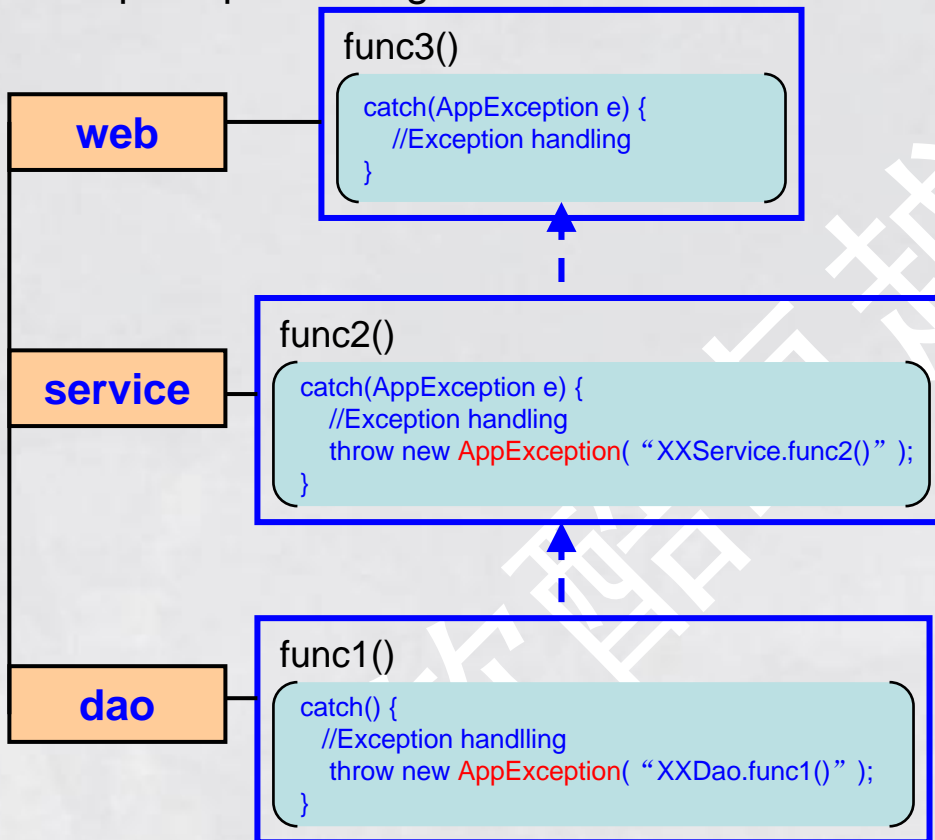 func3()
web
catch(AppException e) {
//Exception handling
}
func2()
service
catch(AppException e) {
//Exception handling
throw new AppException( “XXService.func2()” );
}
func1()
dao
catch() {
//Exception handlling
throw new AppException( “XXDao.func1()” );
}